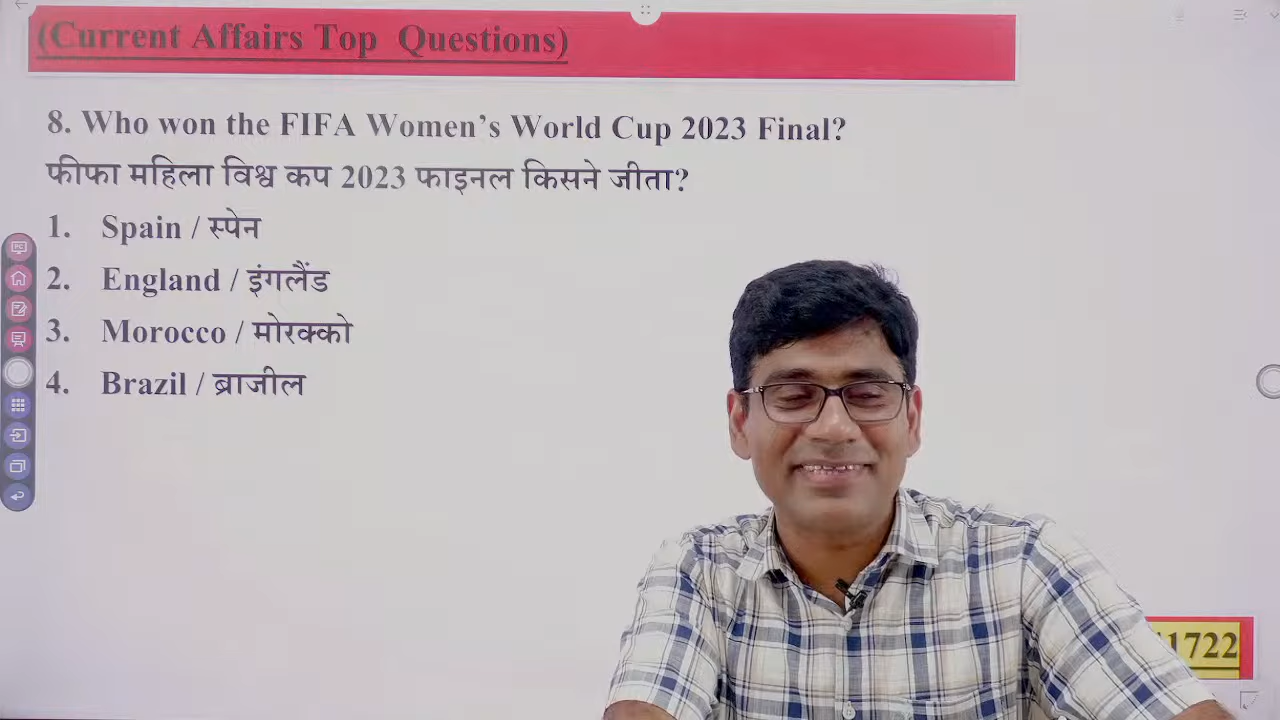 (Current Affairs Top Questions)
8. Who won the FIFA Women's World Cup 2023 Final?
फीफा महिला विश्व कप 2023 फाइनल किसने जीता?
1. Spain / स्पेन
2. England / इंगलैंड
3. Morocco / मोरक्को
4. Brazil / ब्राजील
1722